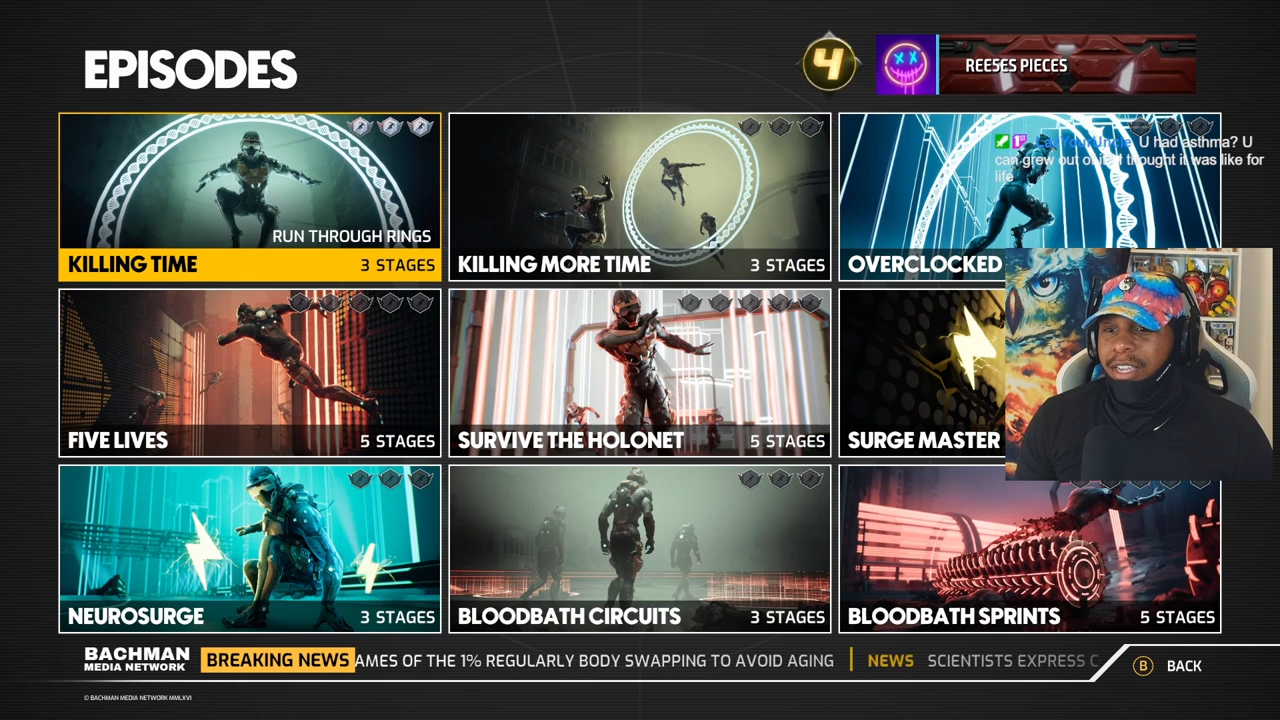 EPISODES
4
REE5ES PIECES
U had asthma? U
can grew out of it I thought it was like for
life
RUN THROUGH RINGS
KILLING TIME
3 STAGES
KILLING MORE TIME
3 STAGES
OVERCLOCKED
FIVE LIVES
5 STAGES
SURVIVE THE HOLONET
5 STAGES
SURGE MASTER
NEUROSURGE
3 STAGES
BLOODBATH CIRCUITS
3 STAGES
BLOODBATH SPRINTS
5 STAGES
BACHMAN
MEDIA NETWORK
BREAKING NEWS
AMES OF THE 1% REGULARLY BODY SWAPPING TO AVOID AGING
NEWS
SCIENTISTS EXPRESS C
B BACK
© BACHMAN MEDIA NETWORK MMLXVI